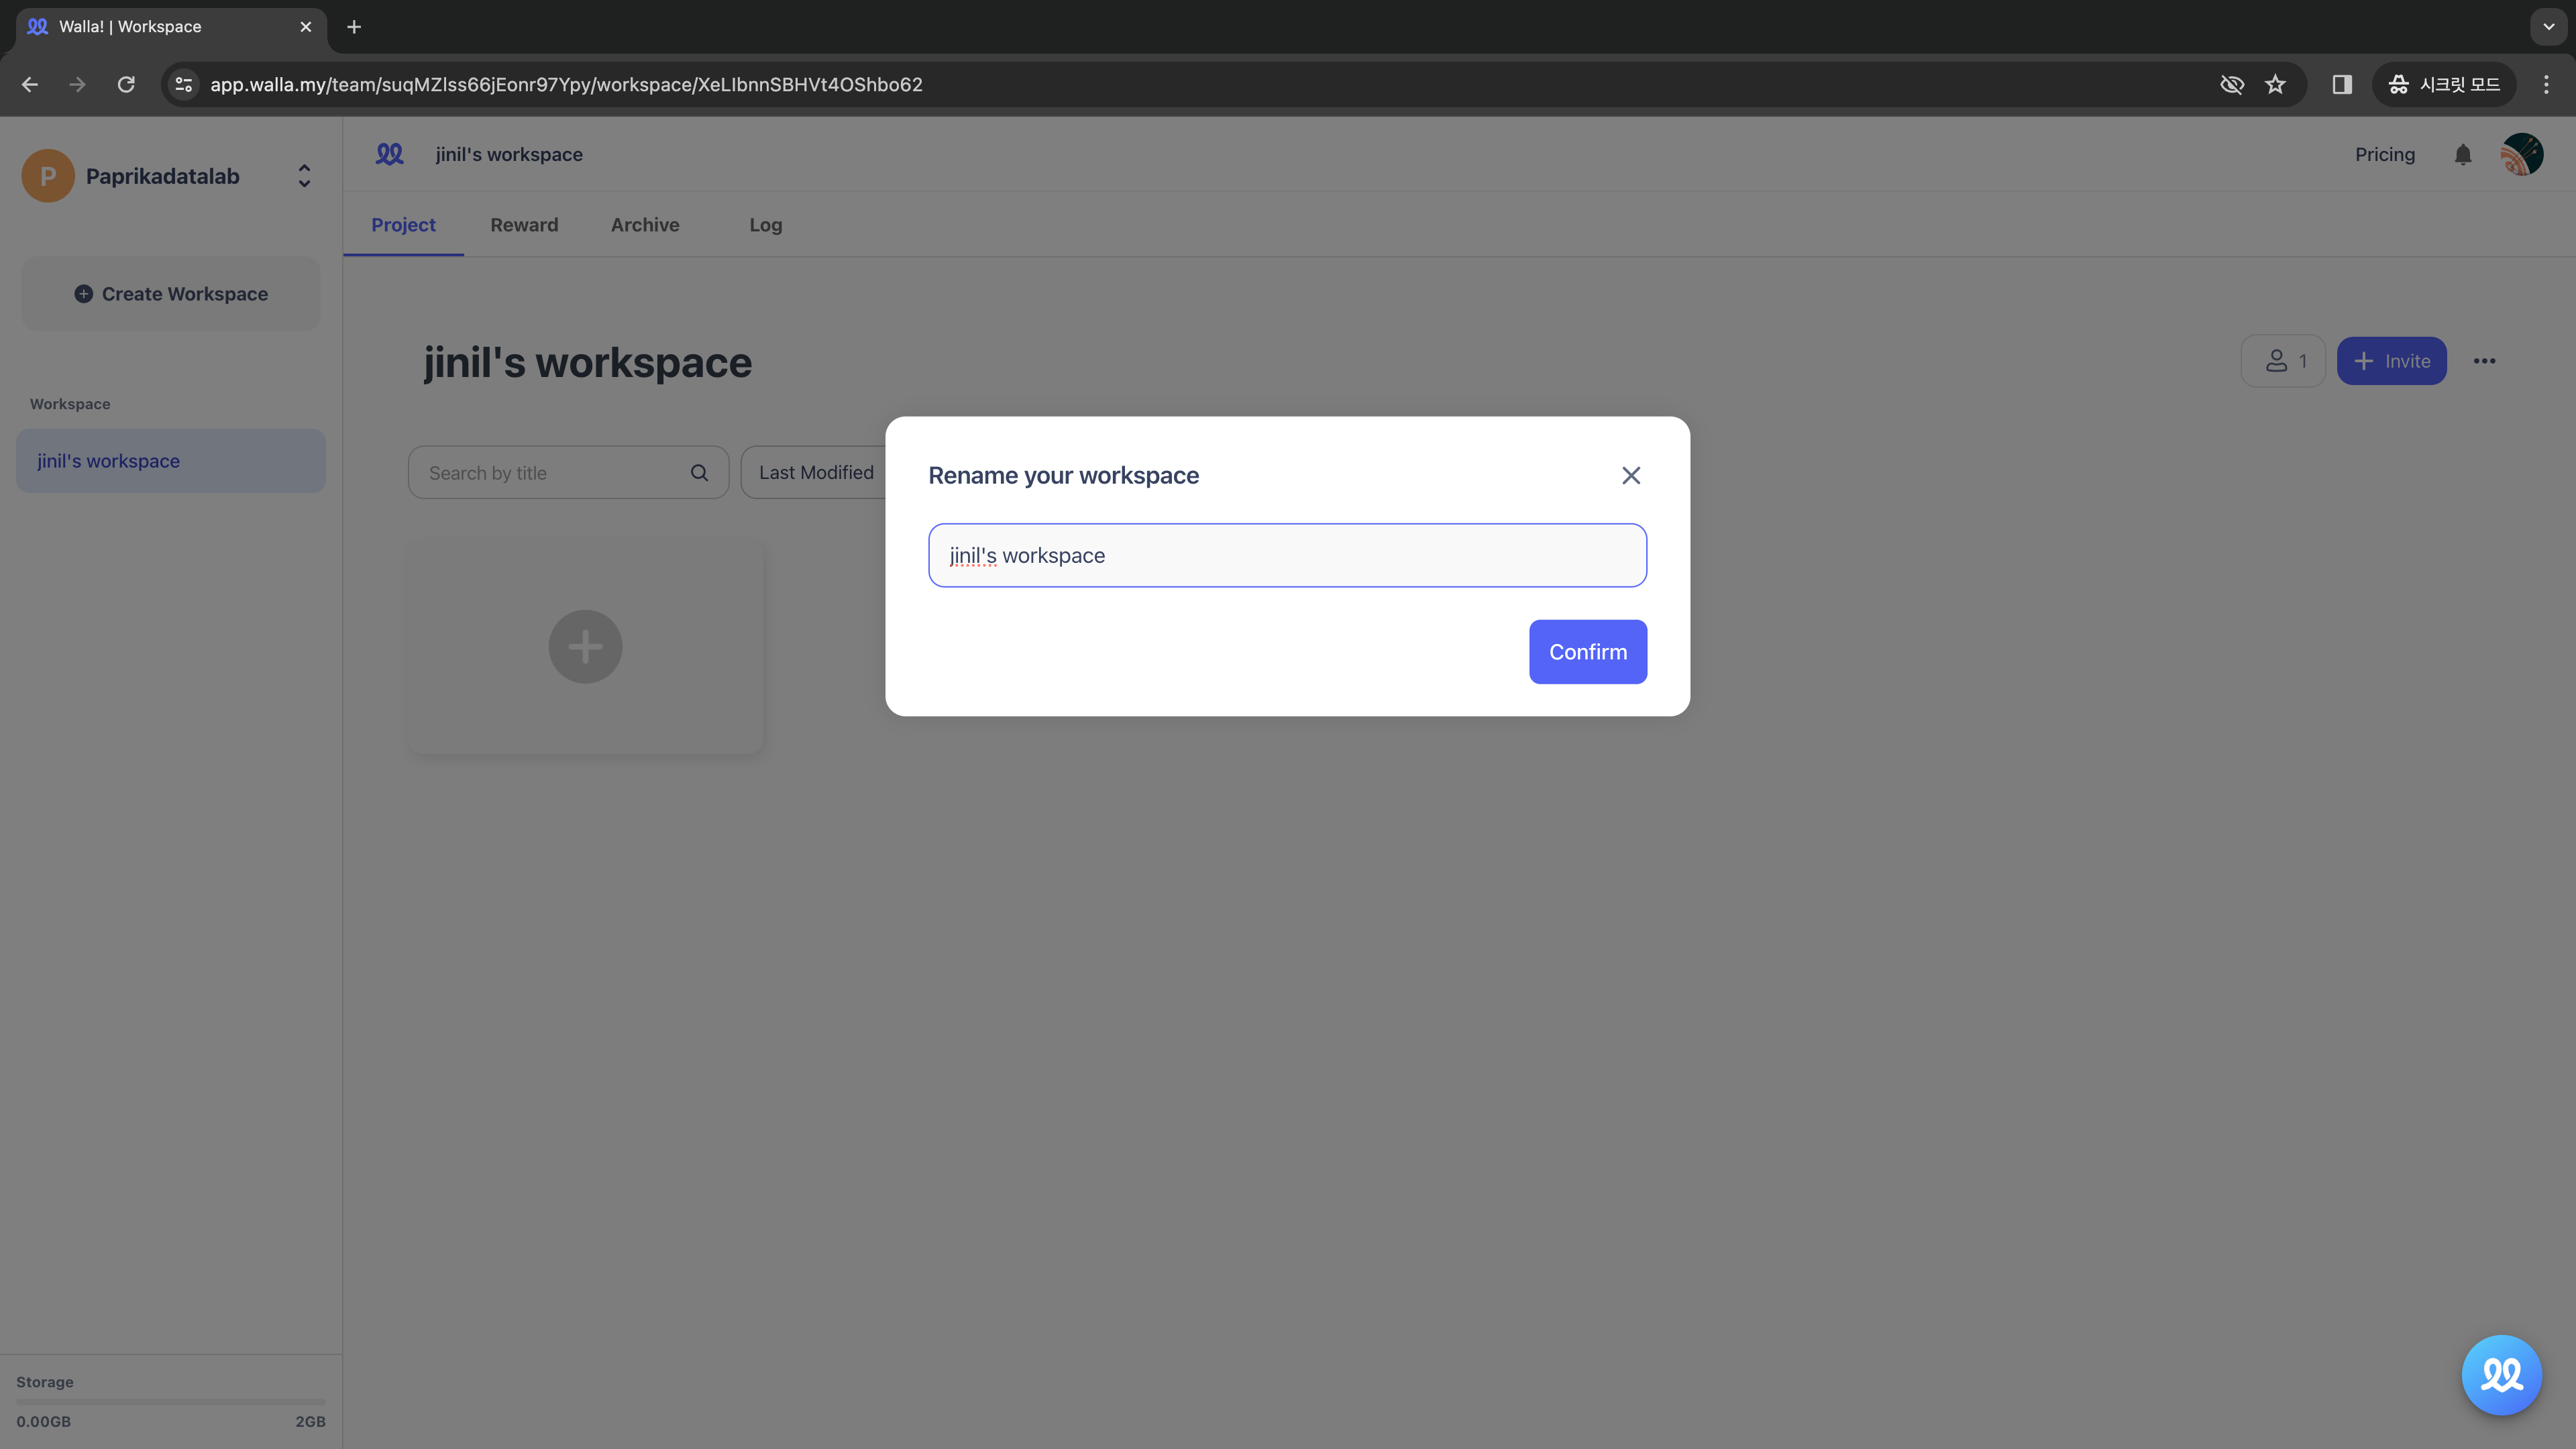 Walla! | Workspace
app.walla.my/team/suqMZlss66jEonr97Ypy/workspace/XeLIbnnSBHVt4OShbo62
시크릿 모드
P
Paprikadatalab
jinil's workspace
Pricing
Project
Reward
Archive
Log
Create Workspace
jinil's workspace
1
Invite
Workspace
jinil's workspace
Search by title
Last Modified
Rename your workspace
jinil's workspace
Confirm
Storage
0.00GB
2GB